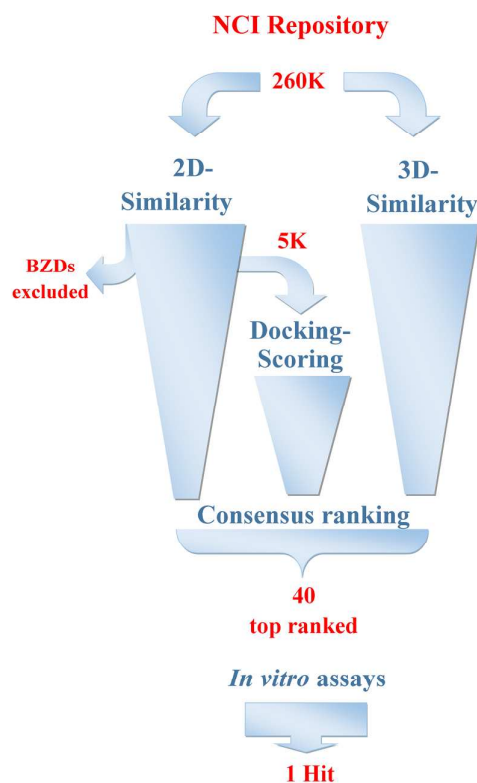 NCI Repository
260K
2D-
Similarity
3D-
Similarity
5K
BZDs
excluded
Docking-
Scoring
Consensus ranking
40
top ranked
In vitro assays
1 Hit